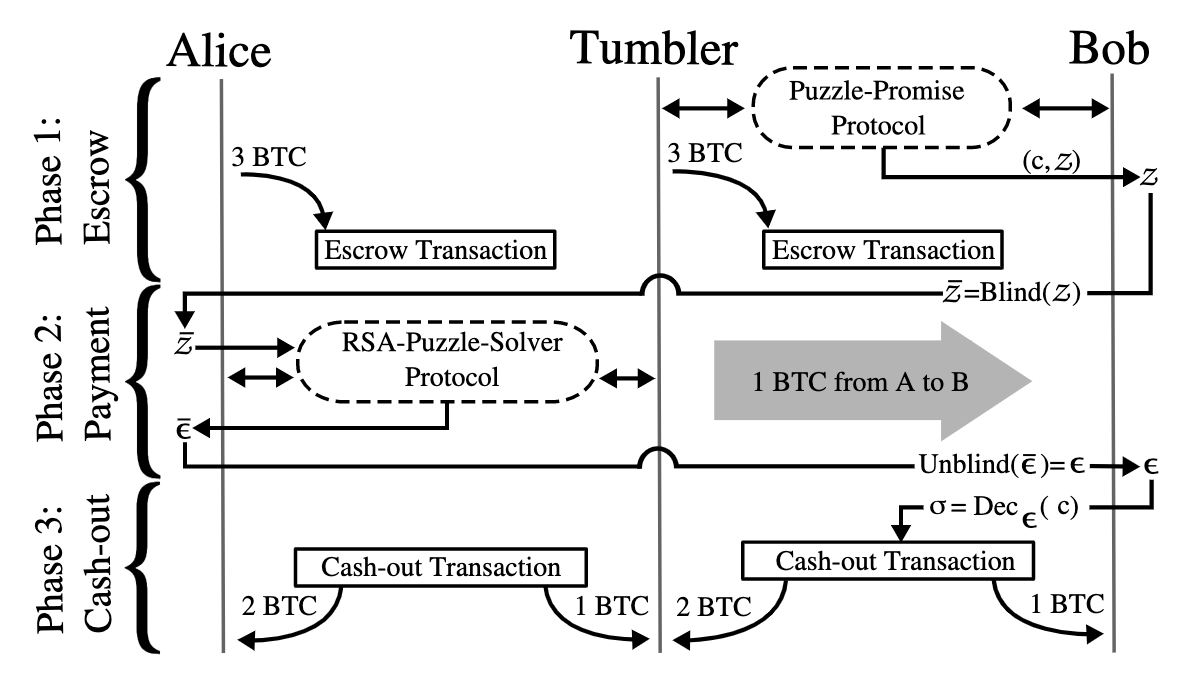 Alice
Tumbler
Bob
Phase 1:
Escrow
Puzzle-Promise
Protocol
3 BTC
3 BTC
(c, z)
z
Escrow Transaction
Escrow Transaction
z̄=Blind(z)
Phase 2:
Payment
z̄
RSA-Puzzle-Solver
Protocol
1 BTC from A to B
ϵ̄
Unblind(ϵ̄)= ϵ
ϵ
Phase 3:
Cash-out
σ = Dec_ϵ( c)
Cash-out Transaction
Cash-out Transaction
2 BTC
1 BTC
2 BTC
1 BTC